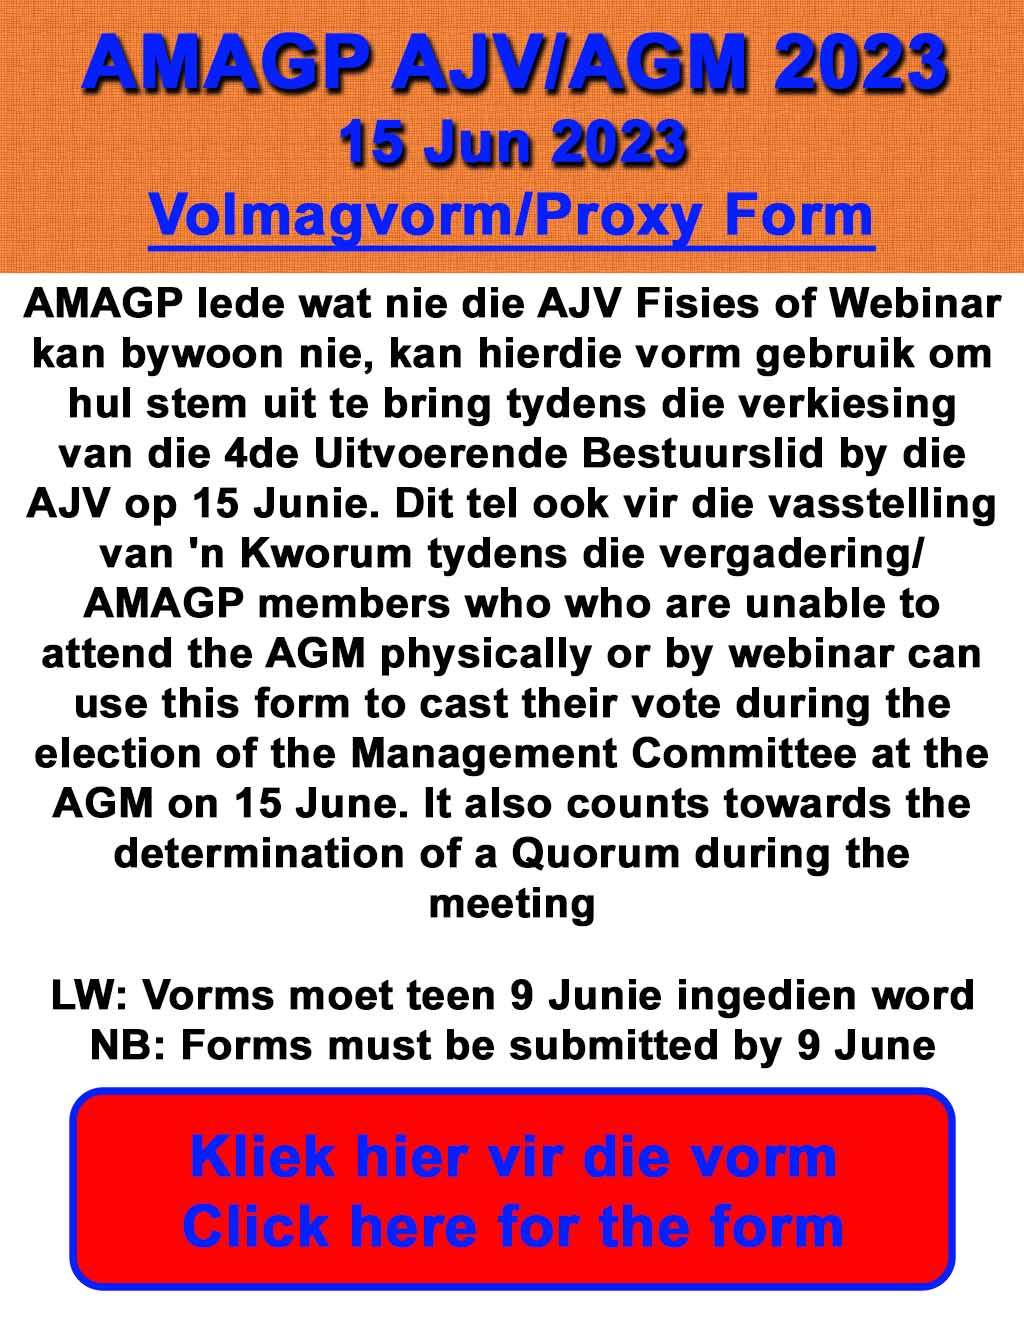 AMAGP AJV/AGM 2023
15 Jun 2023
Volmagvorm/Proxy Form
AMAGP lede wat nie die AJV Fisies of Webinar
kan bywoon nie, kan hierdie vorm gebruik om
hul stem uit te bring tydens die verkiesing
van die 4de Uitvoerende Bestuurslid by die
AJV op 15 Junie. Dit tel ook vir die vasstelling
van 'n Kworum tydens die vergadering/
AMAGP members who who are unable to
attend the AGM physically or by webinar can
use this form to cast their vote during the
election of the Management Committee at the
AGM on 15 June. It also counts towards the
determination of a Quorum during the
meeting
LW: Vorms moet teen 9 Junie ingedien word
NB: Forms must be submitted by 9 June
Kliek hier vir die vorm
Click here for the form